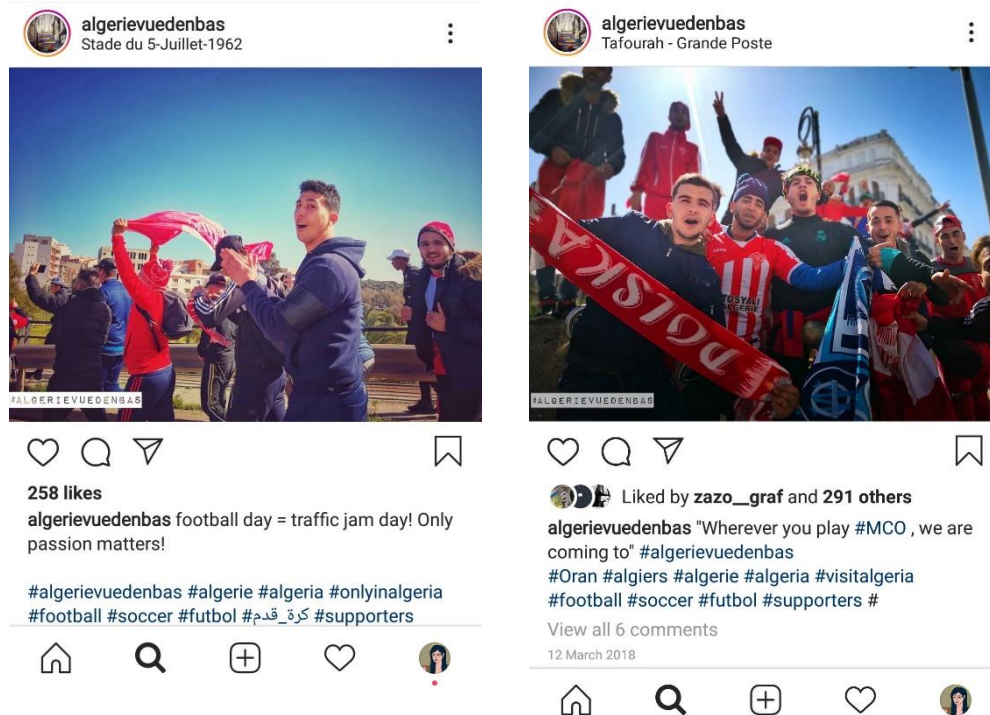 algerievuedenbas
Stade du 5-Juillet-1962
#ALGERIEVUEDENBAS
258 likes
algerievuedenbas football day = traffic jam day! Only
passion matters!
#algerievuedenbas #algerie #algeria #onlyinalgeria
#football #soccer #futbol #كرة_قدم #supporters
algerievuedenbas
Tafourah - Grande Poste
TOSYALI
ALGERIE
#ALGERIEVUEDENBAS
Liked by zazo__graf and 291 others
algerievuedenbas "Wherever you play #MCO , we are
coming to" #algerievuedenbas
#Oran #algiers #algerie #algeria #visitalgeria
#football #soccer #futbol #supporters #
View all 6 comments
12 March 2018